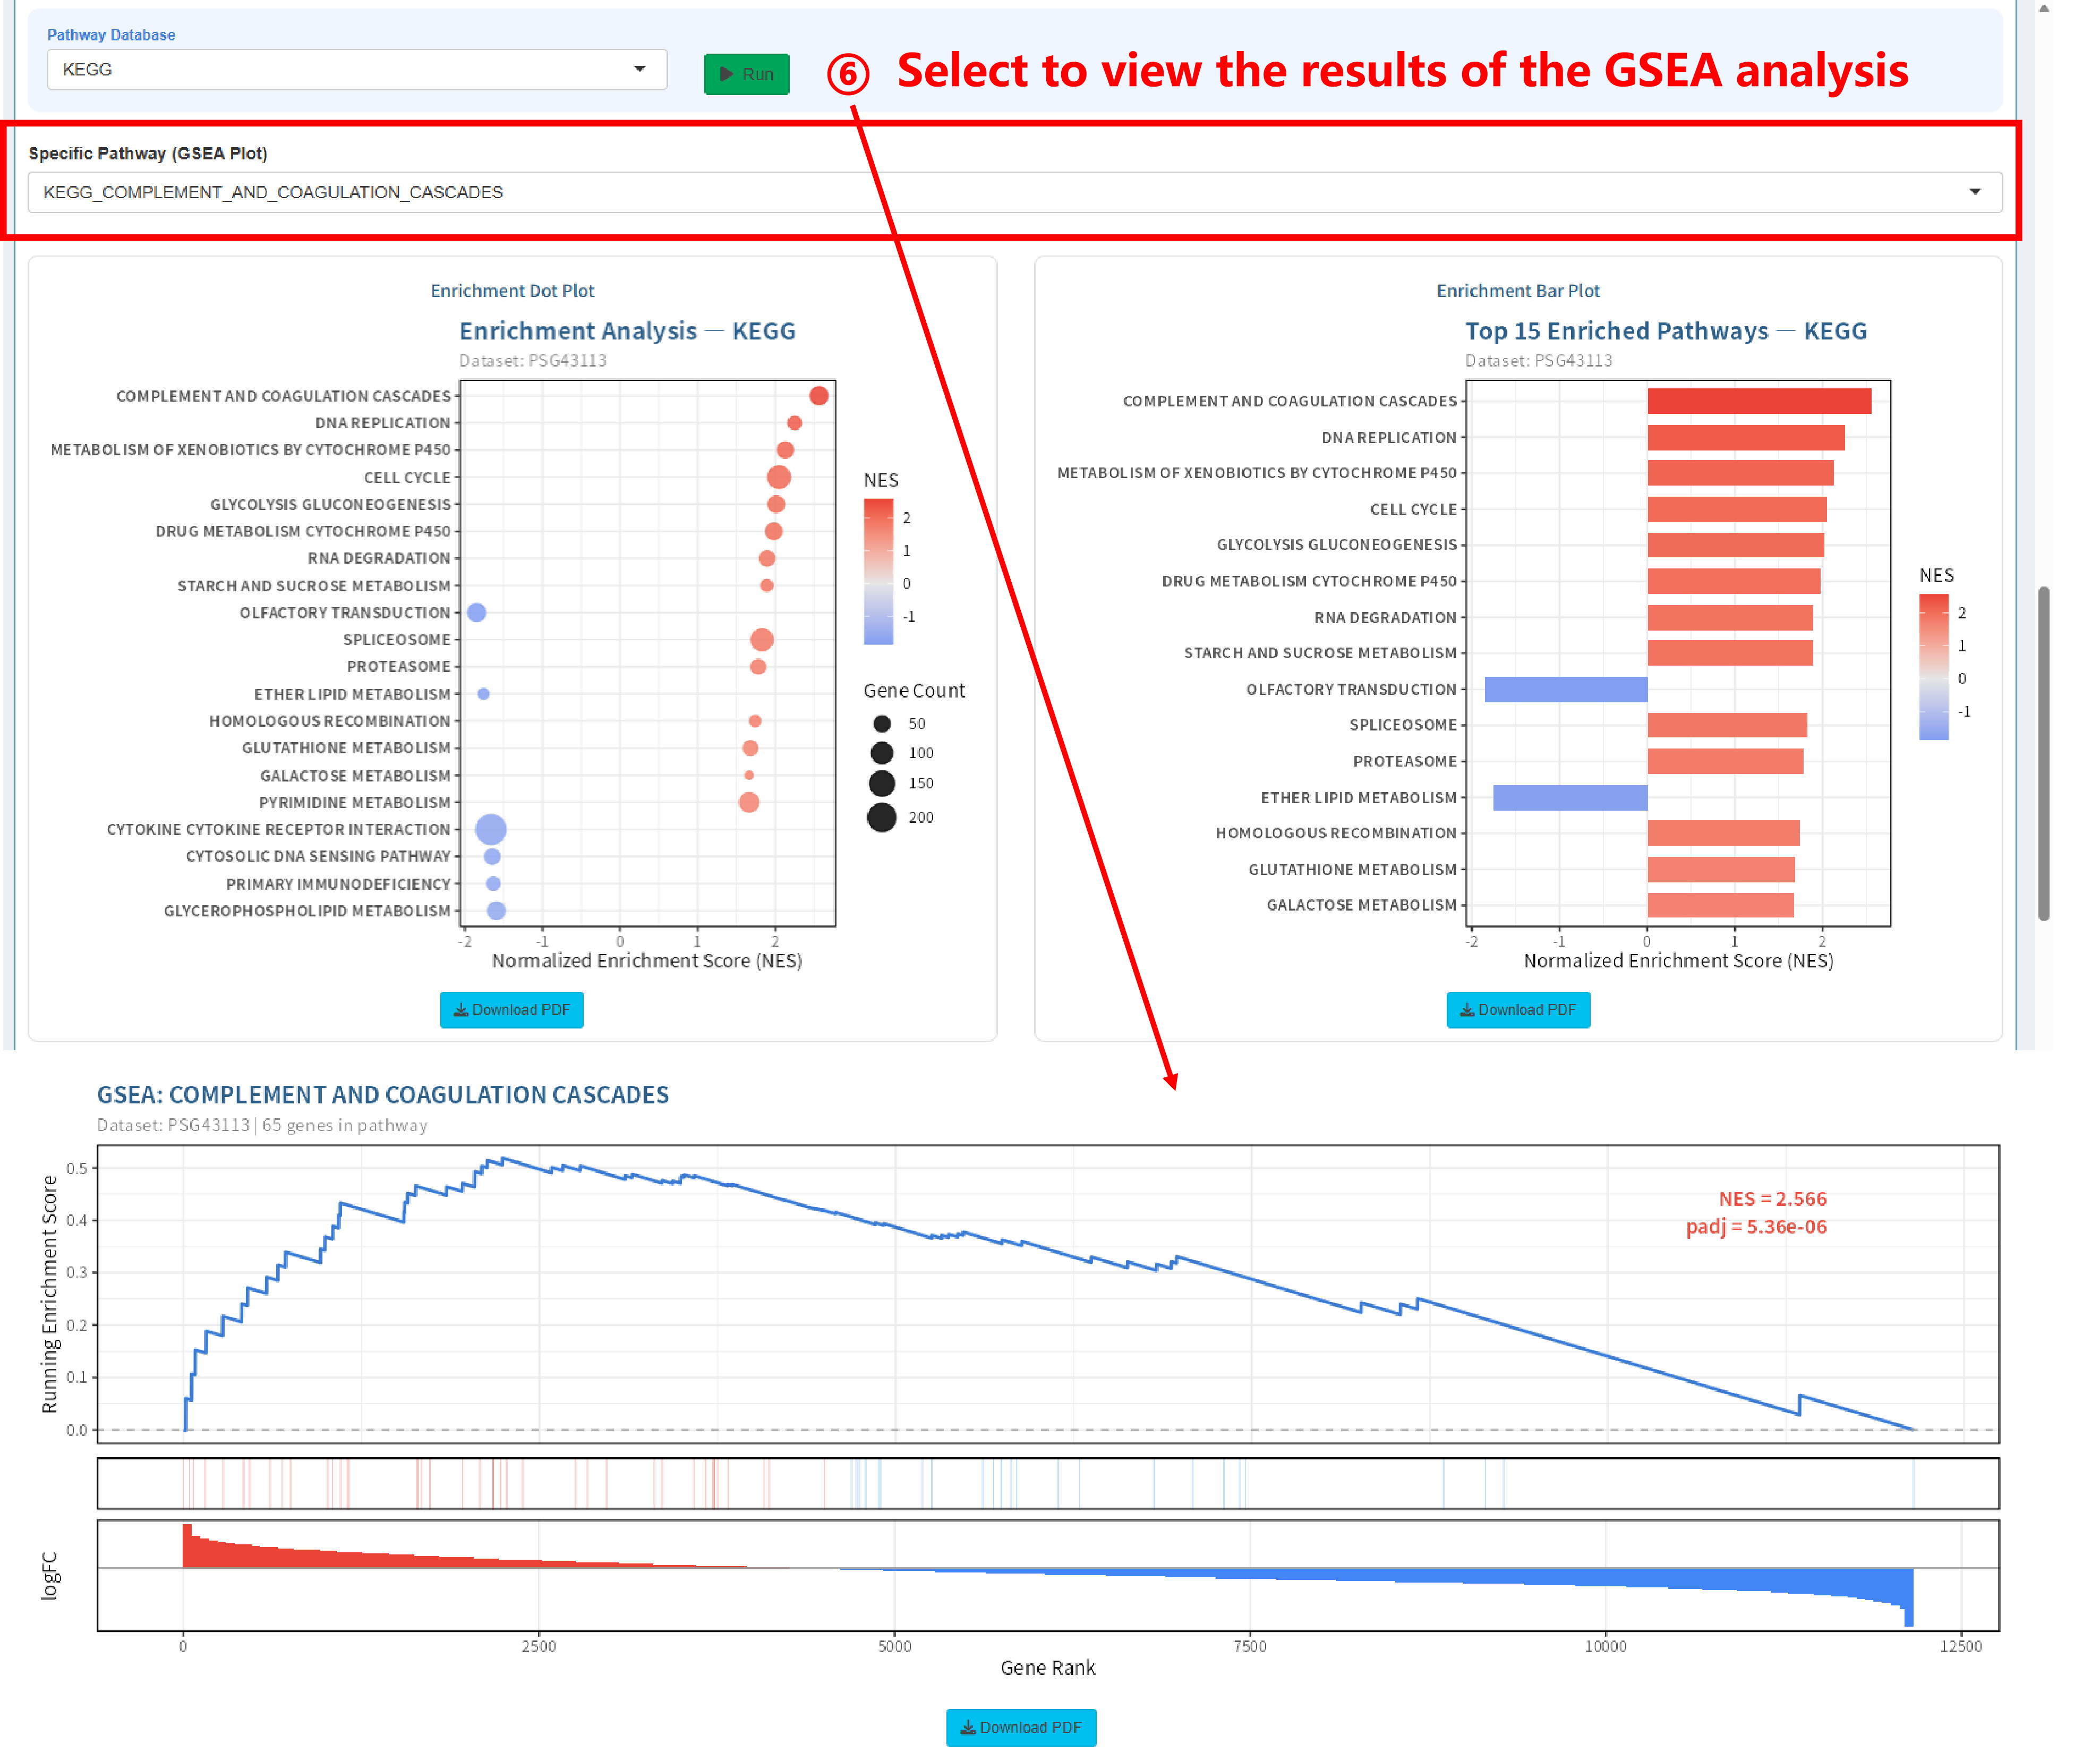 Pathway Database
KEGG
Run
⑥ Select to view the results of the GSEA analysis
Specific Pathway (GSEA Plot)
KEGG_COMPLEMENT_AND_COAGULATION_CASCADES
Enrichment Dot Plot
Enrichment Analysis — KEGG
Dataset: PSG43113
COMPLEMENT AND COAGULATION CASCADES
DNA REPLICATION
METABOLISM OF XENOBIOTICS BY CYTOCHROME P450
CELL CYCLE
GLYCOLYSIS GLUCONEOGENESIS
DRUG METABOLISM CYTOCHROME P450
RNA DEGRADATION
STARCH AND SUCROSE METABOLISM
OLFACTORY TRANSDUCTION
SPLICEOSOME
PROTEASOME
ETHER LIPID METABOLISM
HOMOLOGOUS RECOMBINATION
GLUTATHIONE METABOLISM
GALACTOSE METABOLISM
PYRIMIDINE METABOLISM
CYTOKINE CYTOKINE RECEPTOR INTERACTION
CYTOSOLIC DNA SENSING PATHWAY
PRIMARY IMMUNODEFICIENCY
GLYCEROPHOSPHOLIPID METABOLISM
-2 -1 0 1 2
Normalized Enrichment Score (NES)
NES
2
1
0
-1
Gene Count
50
100
150
200
Download PDF
Enrichment Bar Plot
Top 15 Enriched Pathways — KEGG
Dataset: PSG43113
COMPLEMENT AND COAGULATION CASCADES
DNA REPLICATION
METABOLISM OF XENOBIOTICS BY CYTOCHROME P450
CELL CYCLE
GLYCOLYSIS GLUCONEOGENESIS
DRUG METABOLISM CYTOCHROME P450
RNA DEGRADATION
STARCH AND SUCROSE METABOLISM
OLFACTORY TRANSDUCTION
SPLICEOSOME
PROTEASOME
ETHER LIPID METABOLISM
HOMOLOGOUS RECOMBINATION
GLUTATHIONE METABOLISM
GALACTOSE METABOLISM
-2 -1 0 1 2
Normalized Enrichment Score (NES)
NES
2
1
0
-1
Download PDF
GSEA: COMPLEMENT AND COAGULATION CASCADES
Dataset: PSG43113 | 65 genes in pathway
Running Enrichment Score
0.5
0.4
0.3
0.2
0.1
0.0
NES = 2.566
padj = 5.36e-06
logFC
0 2500 5000 7500 10000 12500
Gene Rank
Download PDF